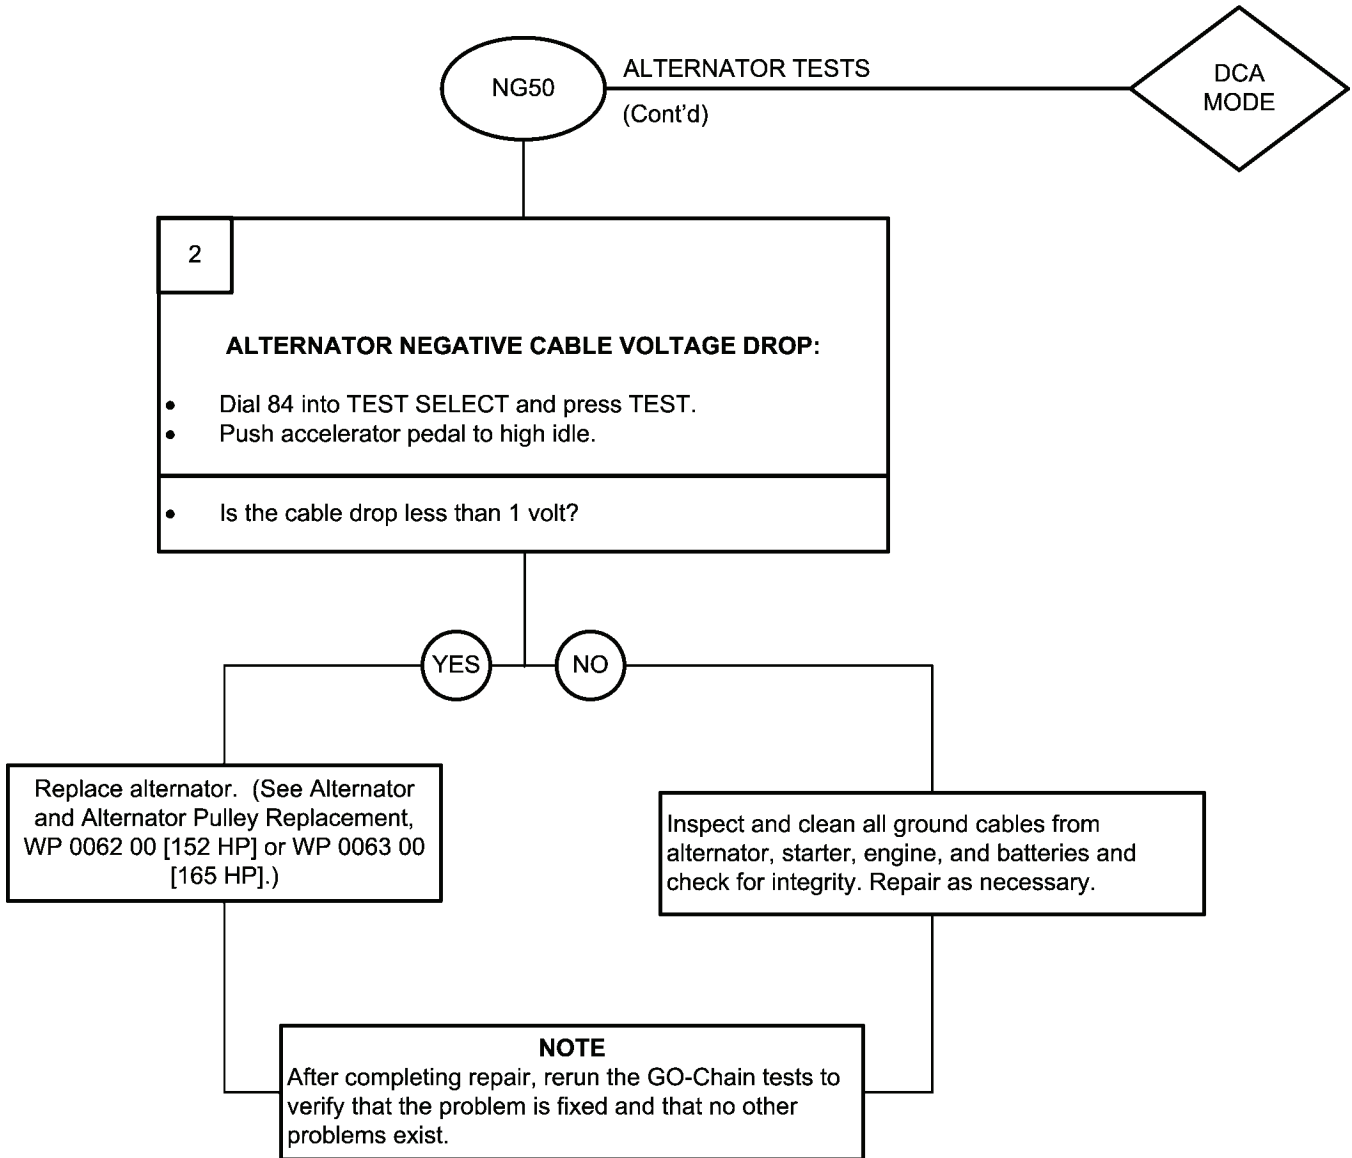 NG50
ALTERNATOR TESTS
(Cont'd)
DCA
MODE
2
ALTERNATOR NEGATIVE CABLE VOLTAGE DROP:
• Dial 84 into TEST SELECT and press TEST.
• Push accelerator pedal to high idle.
• Is the cable drop less than 1 volt?
YES
NO
Replace alternator. (See Alternator
and Alternator Pulley Replacement,
WP 0062 00 [152 HP] or WP 0063 00
[165 HP].)
Inspect and clean all ground cables from
alternator, starter, engine, and batteries and
check for integrity. Repair as necessary.
NOTE
After completing repair, rerun the GO-Chain tests to
verify that the problem is fixed and that no other
problems exist.